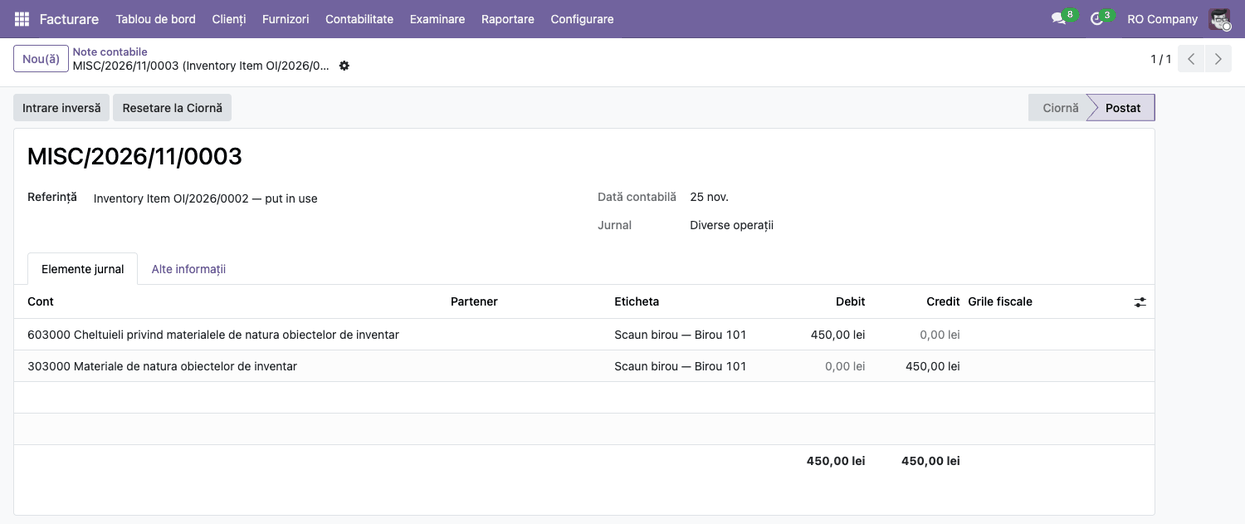 Facturare Tablou de bord Clienți Furnizori Contabilitate Examinare Raportare Configurare 8 3 RO Company
Nou(ă) Note contabile
MISC/2026/11/0003 (Inventory Item OI/2026/0... 1 / 1
Intrare inversă Resetare la Ciornă Ciornă Postat
MISC/2026/11/0003
Referință Inventory Item OI/2026/0002 — put in use Dată contabilă 25 nov.
Jurnal Diverse operații
Elemente jurnal Alte informații
Cont Partener Eticheta Debit Credit Grile fiscale
603000 Cheltuieli privind materialele de natura obiectelor de inventar Scaun birou — Birou 101 450,00 lei 0,00 lei
303000 Materiale de natura obiectelor de inventar Scaun birou — Birou 101 0,00 lei 450,00 lei
450,00 lei 450,00 lei